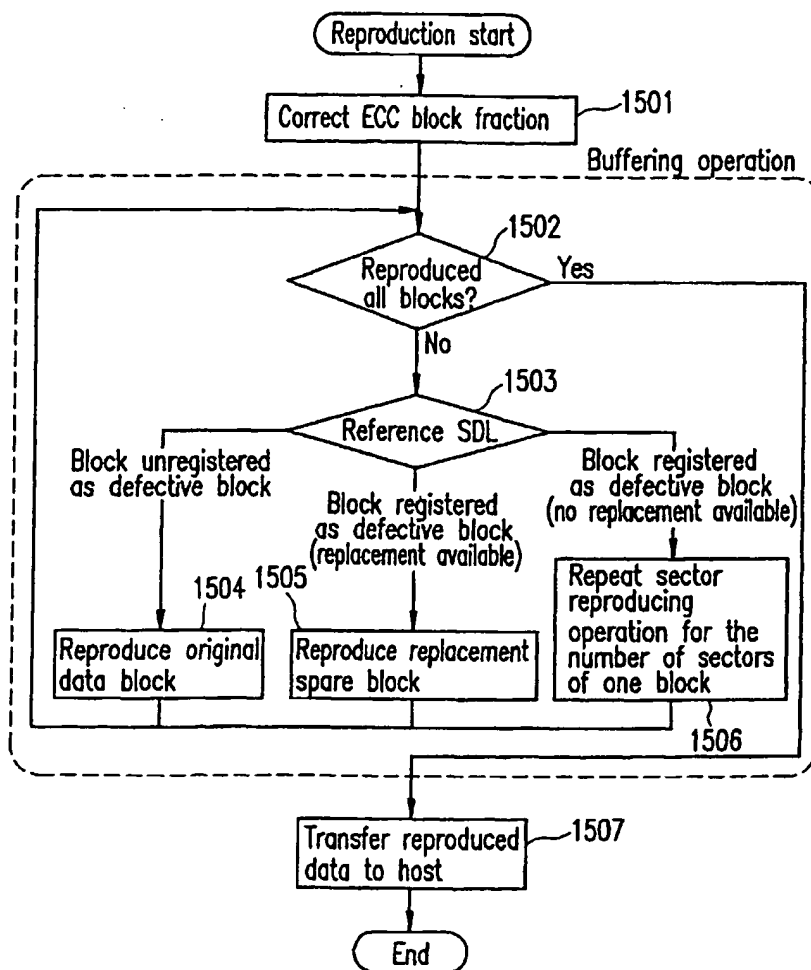 Reproduction start
1501
Correct ECC block fraction
Buffering operation
1502
Reproduced
all blocks?
Yes
No
1503
Reference SDL
Block unregistered
as defective block
Block registered
as defective block
(replacement available)
Block registered
as defective block
(no replacement available)
1504
Reproduce original
data block
1505
Reproduce replacement
spare block
Repeat sector
reproducing
operation for the
number of sectors
of one block
1506
Transfer reproduced
data to host
1507
End